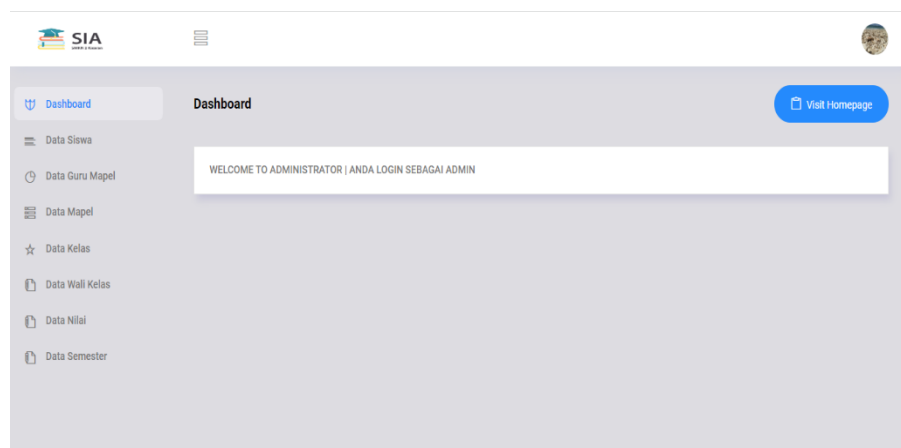 SIA
Dashboard
Data Siswa
Data Guru Mapel
Data Mapel
Data Kelas
Data Wali Kelas
Data Nilai
Data Semester
Dashboard
Visit Homepage
WELCOME TO ADMINISTRATOR | ANDA LOGIN SEBAGAI ADMIN